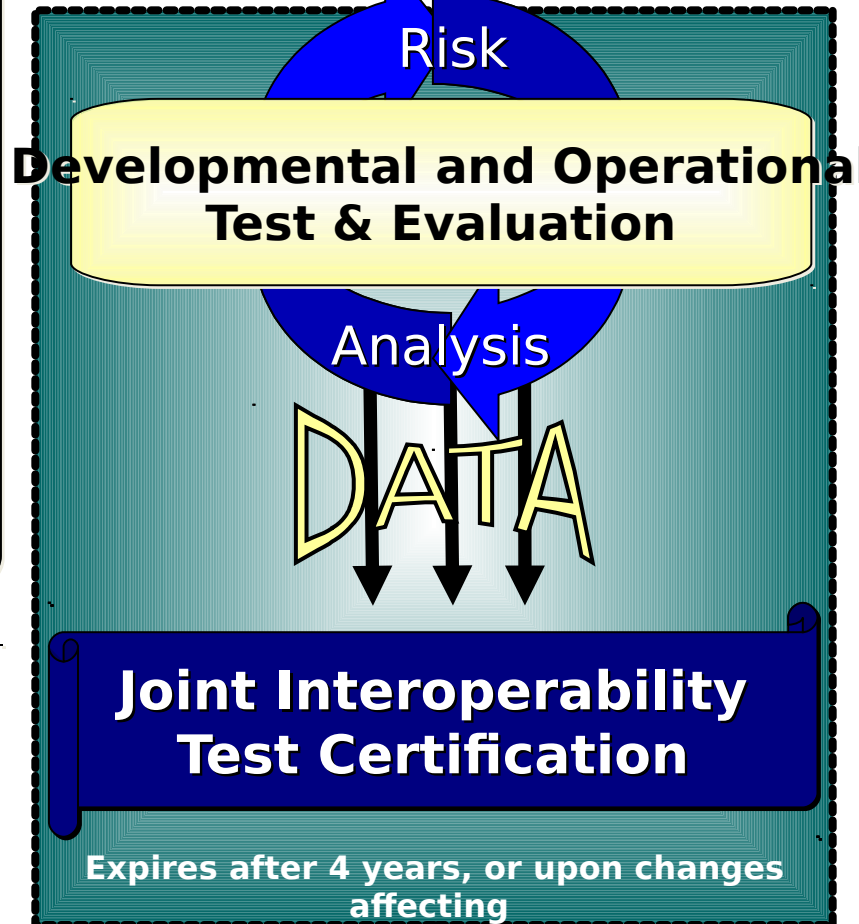 Risk
Developmental and Operational
Test & Evaluation
Analysis
DATA
Joint Interoperability
Test Certification
Expires after 4 years, or upon changes
affecting